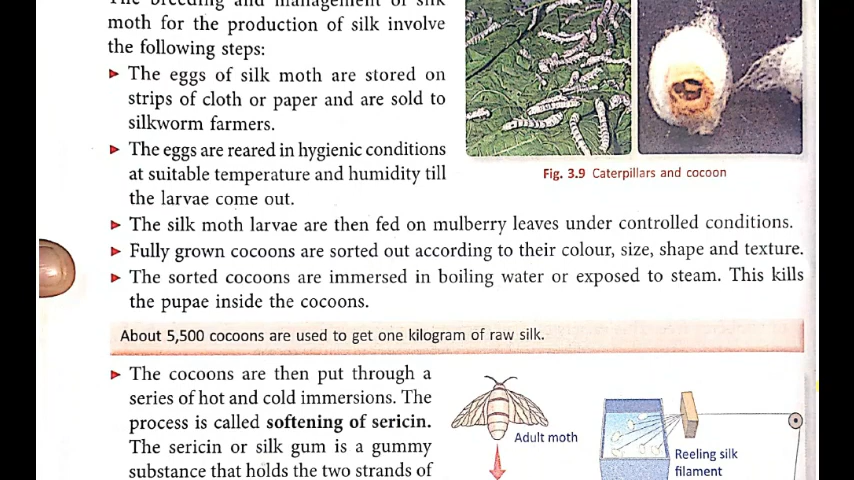 The breeding and management of silk
moth for the production of silk involve
the following steps:
The eggs of silk moth are stored on
strips of cloth or paper and are sold to
silkworm farmers.
The eggs are reared in hygienic conditions
at suitable temperature and humidity till
the larvae come out.
Fig. 3.9 Caterpillars and cocoon
The silk moth larvae are then fed on mulberry leaves under controlled conditions.
Fully grown cocoons are sorted out according to their colour, size, shape and texture.
The sorted cocoons are immersed in boiling water or exposed to steam. This kills
the pupae inside the cocoons.
About 5,500 cocoons are used to get one kilogram of raw silk.
The cocoons are then put through a
series of hot and cold immersions. The
process is called softening of sericin.
The sericin or silk gum is a gummy
substance that holds the two strands of
Adult moth
Reeling silk
filament